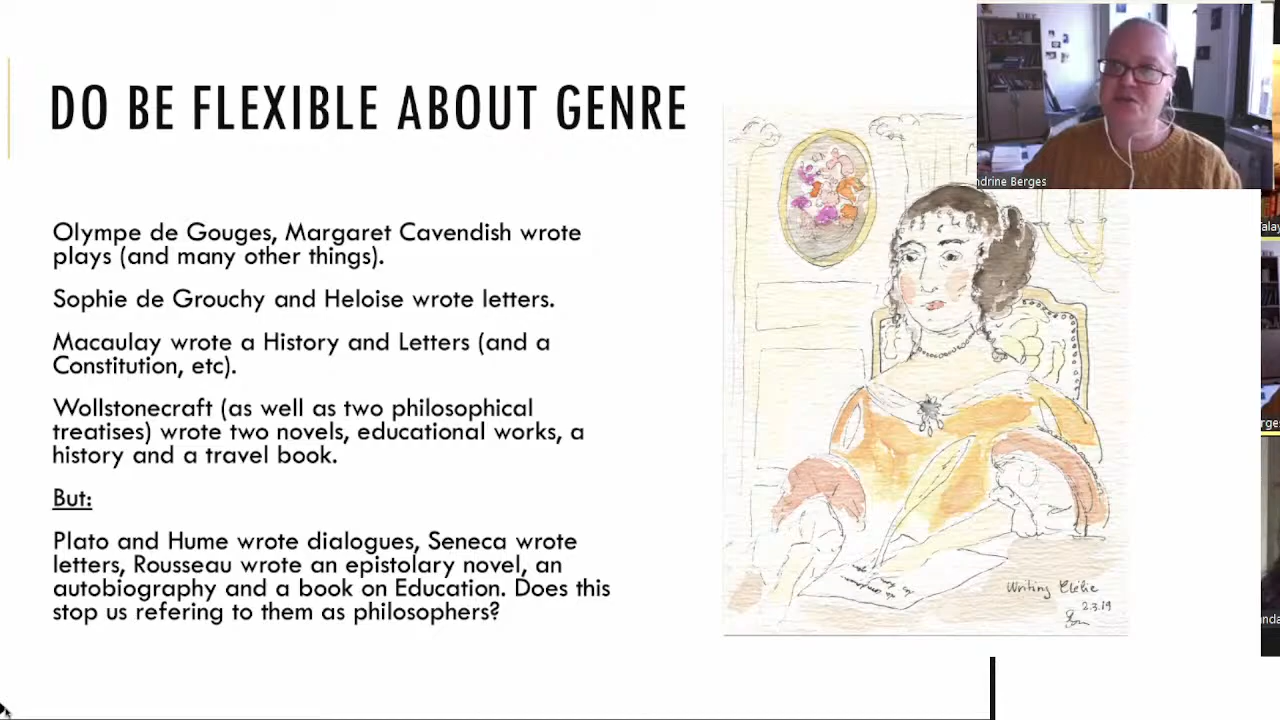 DO BE FLEXIBLE ABOUT GENRE
Olympe de Gouges, Margaret Cavendish wrote
plays (and many other things).
Sophie de Grouchy and Heloise wrote letters.
Macaulay wrote a History and Letters (and a
Constitution, etc).
Wollstonecraft (as well as two philosophical
treatises) wrote two novels, educational works, a
history and a travel book.
But:
Plato and Hume wrote dialogues, Seneca wrote
letters, Rousseau wrote an epistolary novel, an
autobiography and a book on Education. Does this
stop us refering to them as philosophers?
ndrine Berges
Writing Clélie
2.3.19